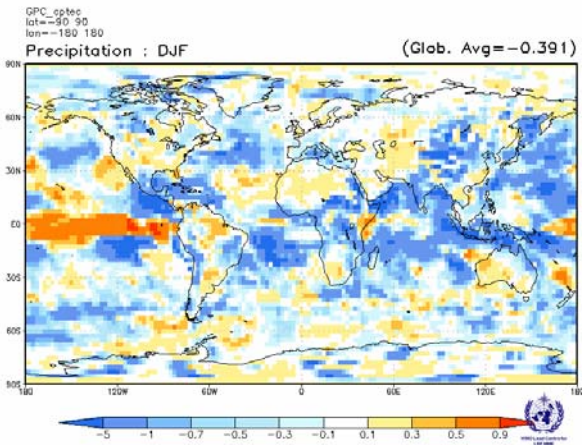 GPC_cptec
lat=-90 90
lon=-180 180
Precipitation : DJF
(Glob. Avg=-0.391)
90N
60N
30N
EQ
30S
60S
90S
180
120W
60W
0
60E
120E
180
-5
-1
-0.7
-0.5
-0.3
-0.1
0.1
0.3
0.5
0.9